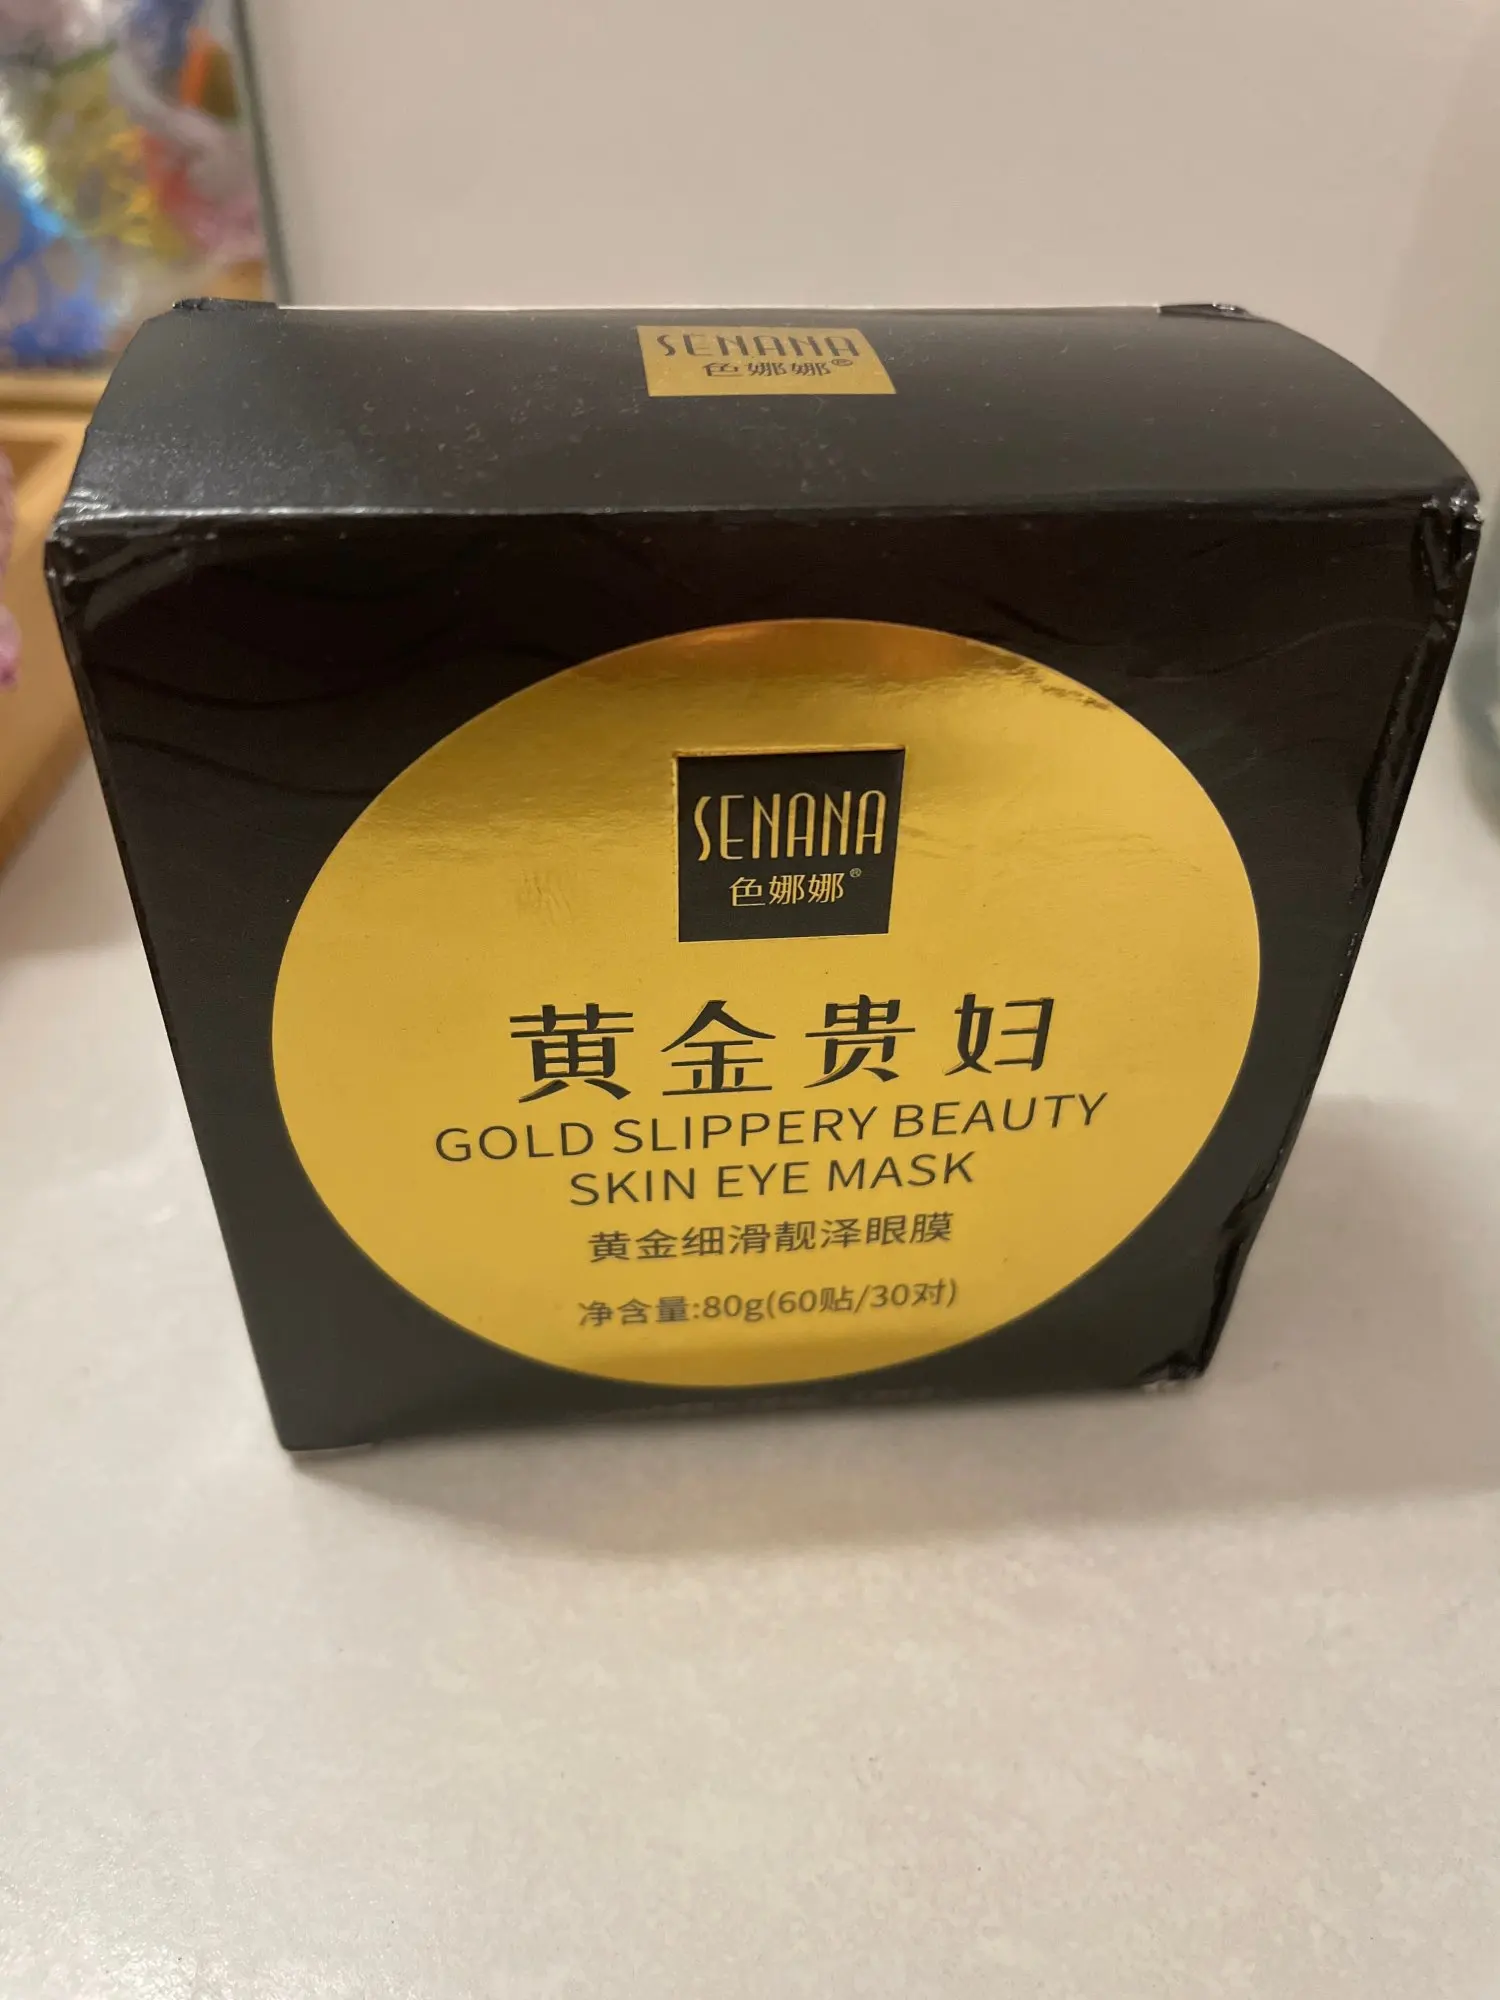 SENANA
色娜娜®
SENANA
色娜娜®
黄金贵妇
GOLD SLIPPERY BEAUTY
SKIN EYE MASK
黄金细滑靓泽眼膜
净含量:80g(60贴/30对)